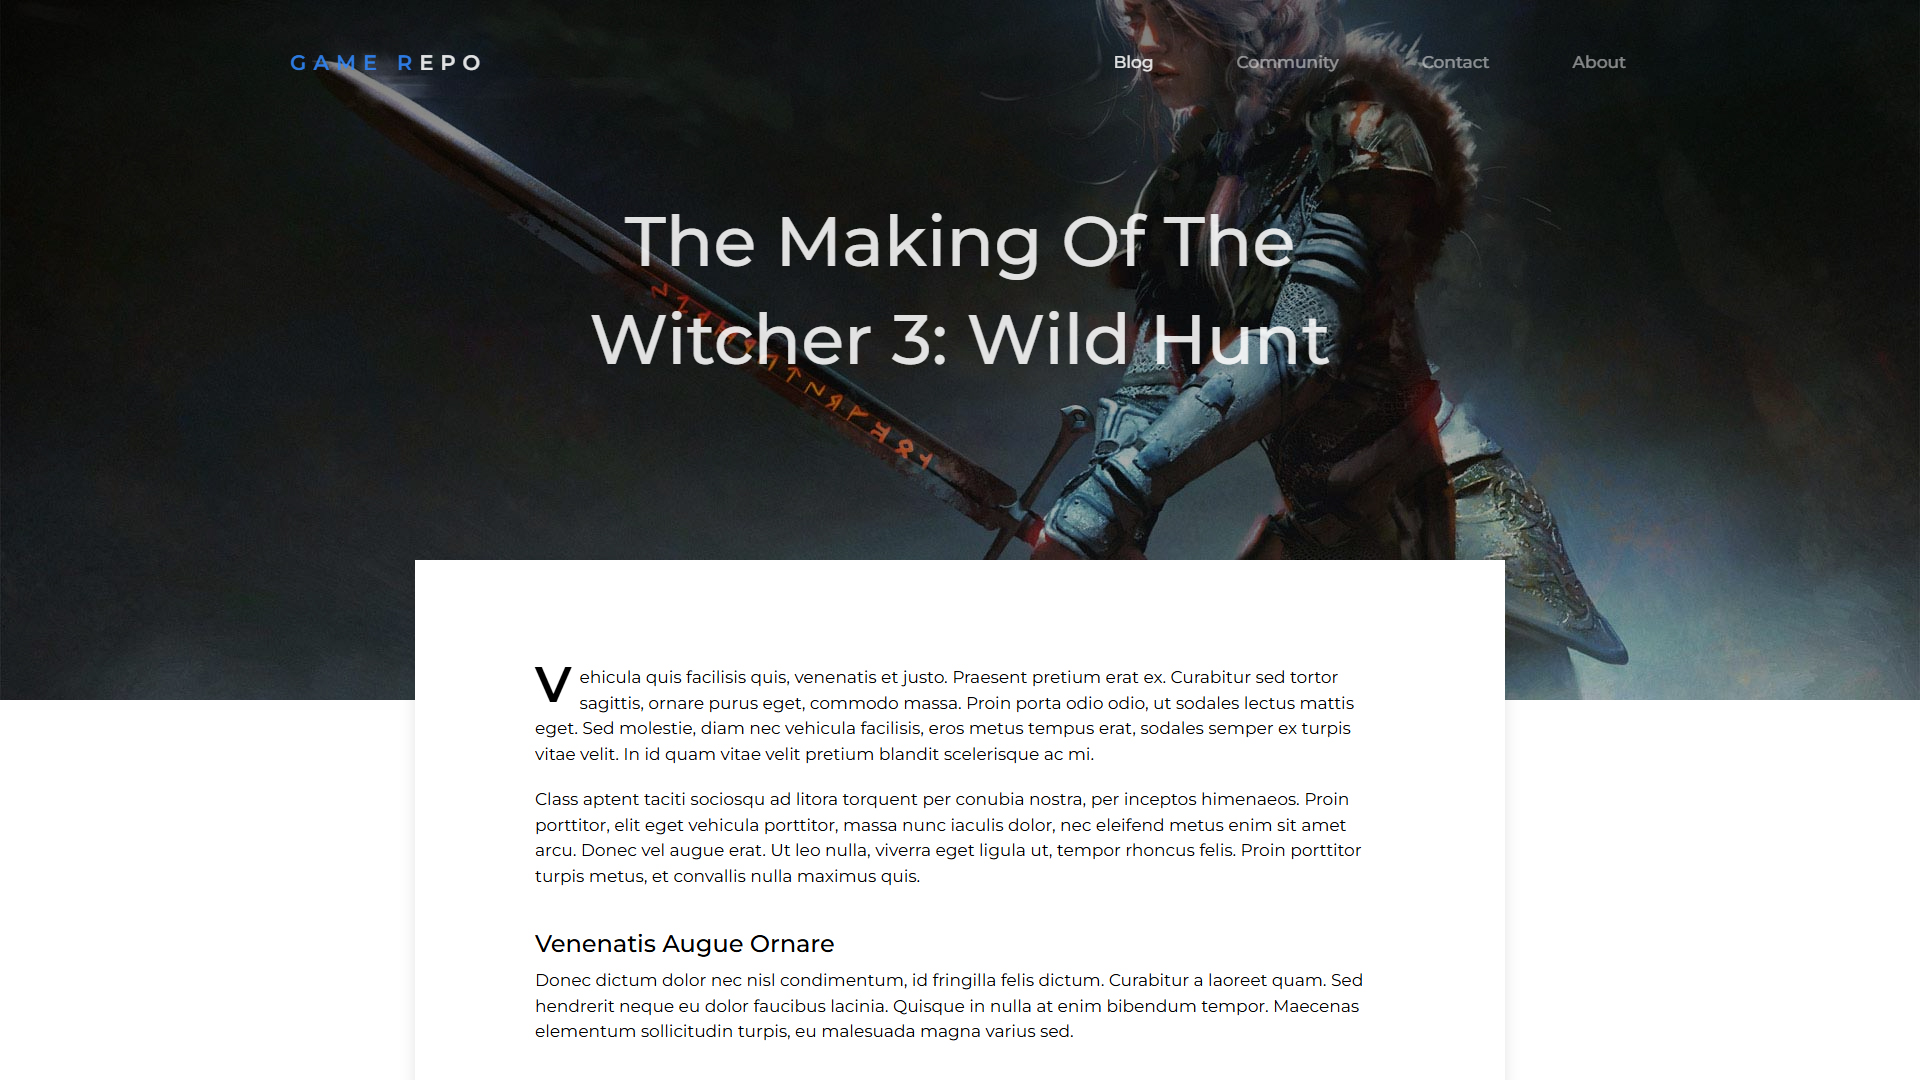 GAME REPO
Blog
Community
Contact
About
The Making Of The
Witcher 3: Wild Hunt
Vehicula quis facilisis quis, venenatis et justo. Praesent pretium erat ex. Curabitur sed tortor
sagittis, ornare purus eget, commodo massa. Proin porta odio odio, ut sodales lectus mattis
eget. Sed molestie, diam nec vehicula facilisis, eros metus tempus erat, sodales semper ex turpis
vitae velit. In id quam vitae velit pretium blandit scelerisque ac mi.
Class aptent taciti sociosqu ad litora torquent per conubia nostra, per inceptos himenaeos. Proin
porttitor, elit eget vehicula porttitor, massa nunc iaculis dolor, nec eleifend metus enim sit amet
arcu. Donec vel augue erat. Ut leo nulla, viverra eget ligula ut, tempor rhoncus felis. Proin porttitor
turpis metus, et convallis nulla maximus quis.
Venenatis Augue Ornare
Donec dictum dolor nec nisl condimentum, id fringilla felis dictum. Curabitur a laoreet quam. Sed
hendrerit neque eu dolor faucibus lacinia. Quisque in nulla at enim bibendum tempor. Maecenas
elementum sollicitudin turpis, eu malesuada magna varius sed.